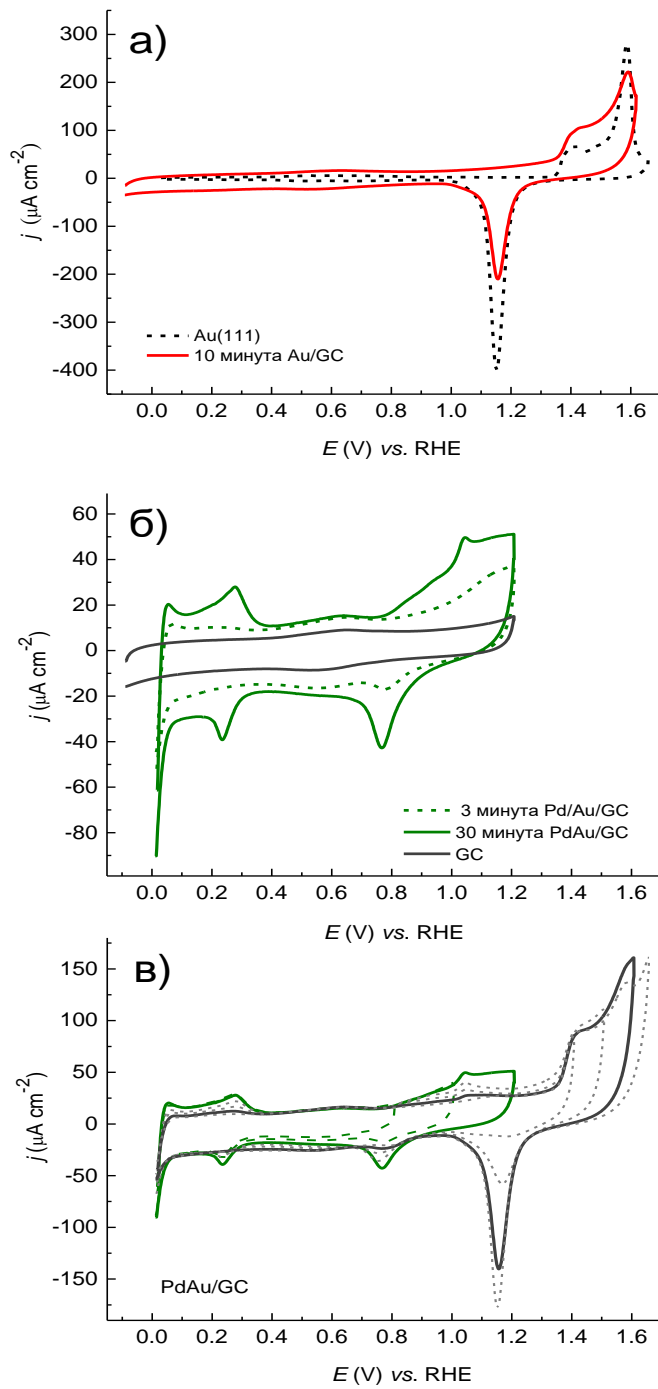 а)
300
200
100
0
-100
-200
-300
-400
j (μA cm-2)
Au(111)
10 минута Au/GC
0.0 0.2 0.4 0.6 0.8 1.0 1.2 1.4 1.6
E (V) vs. RHE
б)
60
40
20
0
-20
-40
-60
-80
j (μA cm-2)
3 минута Pd/Au/GC
30 минута PdAu/GC
GC
0.0 0.2 0.4 0.6 0.8 1.0 1.2 1.4 1.6
E (V) vs. RHE
в)
150
100
50
0
-50
-100
-150
j (μA cm-2)
PdAu/GC
0.0 0.2 0.4 0.6 0.8 1.0 1.2 1.4 1.6
E (V) vs. RHE